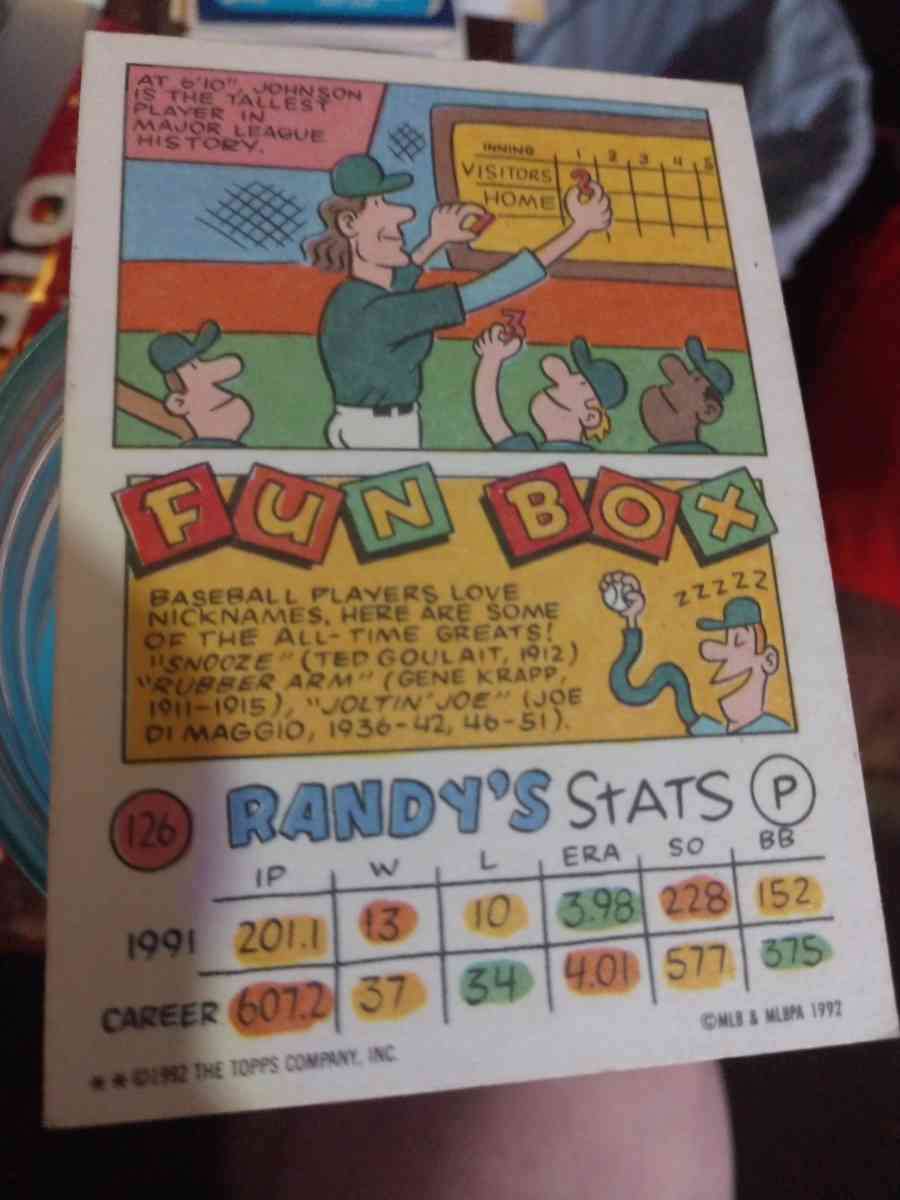 AT 6'10", JOHNSON
IS THE TALLEST
PLAYER IN
MAJOR LEAGUE
HISTORY.
INNING 1 2 3 4 5
VISITORS 2
HOME
1
3
FUN BOX
BASEBALL PLAYERS LOVE
NICKNAMES. HERE ARE SOME
OF THE ALL-TIME GREATS!
"SNOOZE" (TED GOULAIT, 1912)
"RUBBER ARM" (GENE KRAPP,
1911-1915), "JOLTIN' JOE" (JOE
DI MAGGIO, 1936-42, 46-51).
ZZZZZ
126 RANDY'S STATS P
IP W L ERA SO BB
1991 201.1 13 10 3.98 228 152
CAREER 607.2 37 34 4.01 577 375
©MLB & MLBPA 1992
**©1992 THE TOPPS COMPANY, INC.